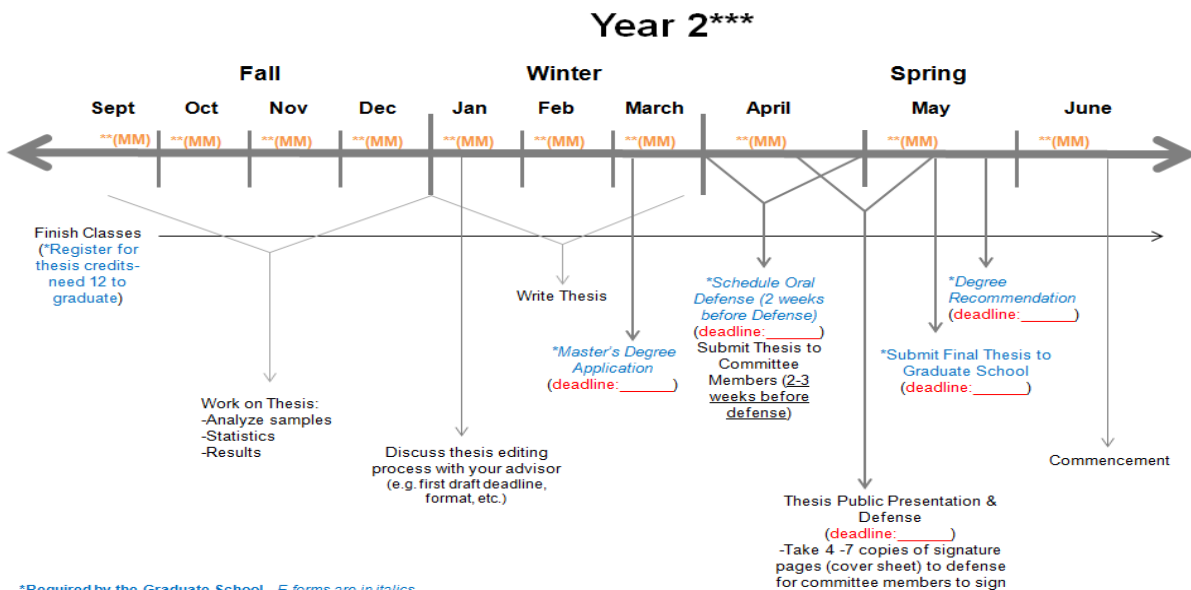 Year 2***
Fall
Winter
Spring
Sept
Oct
Nov
Dec
Jan
Feb
March
April
May
June
**(MM)
**(MM)
**(MM)
**(MM)
**(MM)
**(MM)
**(MM)
**(MM)
**(MM)
**(MM)
Finish Classes
(*Register for
thesis credits-
need 12 to
graduate)
Work on Thesis:
-Analyze samples
-Statistics
-Results
Discuss thesis editing
process with your advisor
(e.g. first draft deadline,
format, etc.)
Write Thesis
*Master's Degree
Application
(deadline:______)
*Schedule Oral
Defense (2 weeks
before Defense)
(deadline:______)
Submit Thesis to
Committee
Members (2-3
weeks before
defense)
Thesis Public Presentation &
Defense
(deadline:______)
-Take 4 -7 copies of signature
pages (cover sheet) to defense
for committee members to sign
*Submit Final Thesis to
Graduate School
(deadline:______)
*Degree
Recommendation
(deadline:______)
Commencement
*Required by the Graduate School - E-forms are in italics